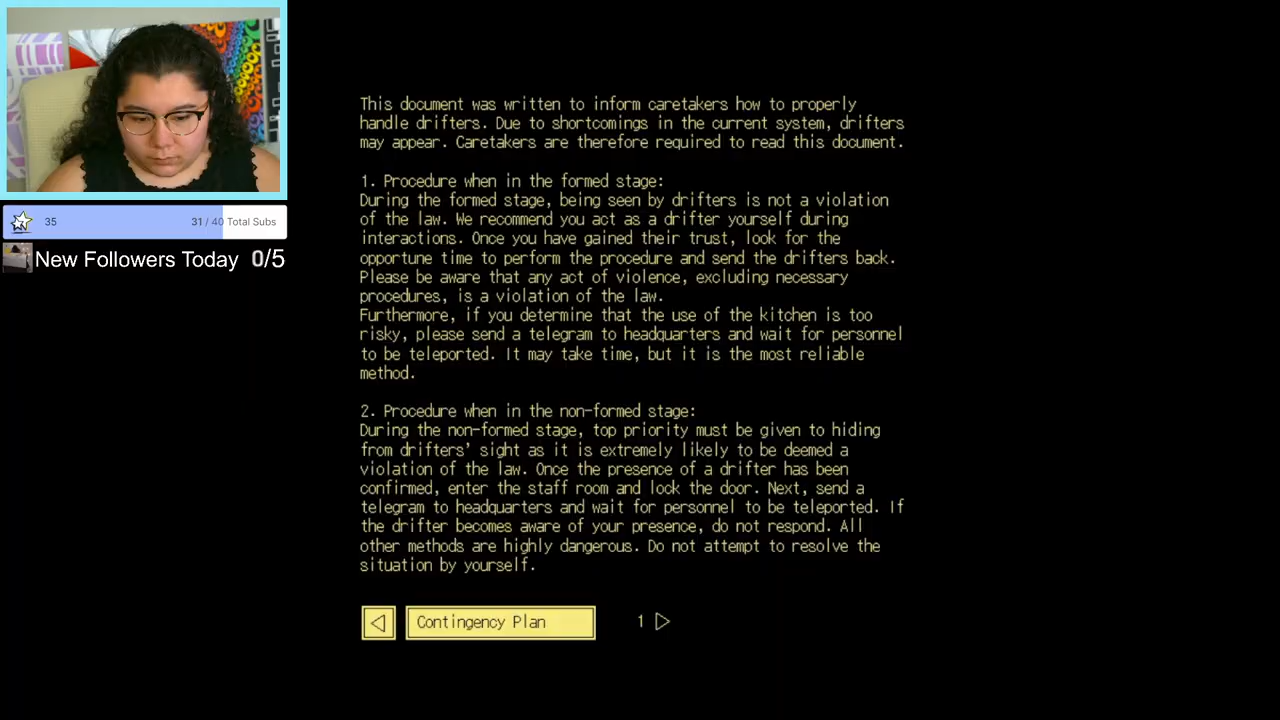 This document was written to inform caretakers how to properly
handle drifters. Due to shortcomings in the current system, drifters
may appear. Caretakers are therefore required to read this document.
1. Procedure when in the formed stage:
During the formed stage, being seen by drifters is not a violation
of the law. We recommend you act as a drifter yourself during
interactions. Once you have gained their trust, look for the
opportune time to perform the procedure and send the drifters back.
Please be aware that any act of violence, excluding necessary
procedures, is a violation of the law.
Furthermore, if you determine that the use of the kitchen is too
risky, please send a telegram to headquarters and wait for personnel
to be teleported. It may take time, but it is the most reliable
method.
2. Procedure when in the non-formed stage:
During the non-formed stage, top priority must be given to hiding
from drifters' sight as it is extremely likely to be deemed a
violation of the law. Once the presence of a drifter has been
confirmed, enter the staff room and lock the door. Next, send a
telegram to headquarters and wait for personnel to be teleported. If
the drifter becomes aware of your presence, do not respond. All
other methods are highly dangerous. Do not attempt to resolve the
situation by yourself.
Contingency Plan 1
35 31 / 40 Total Subs
New Followers Today 0/5